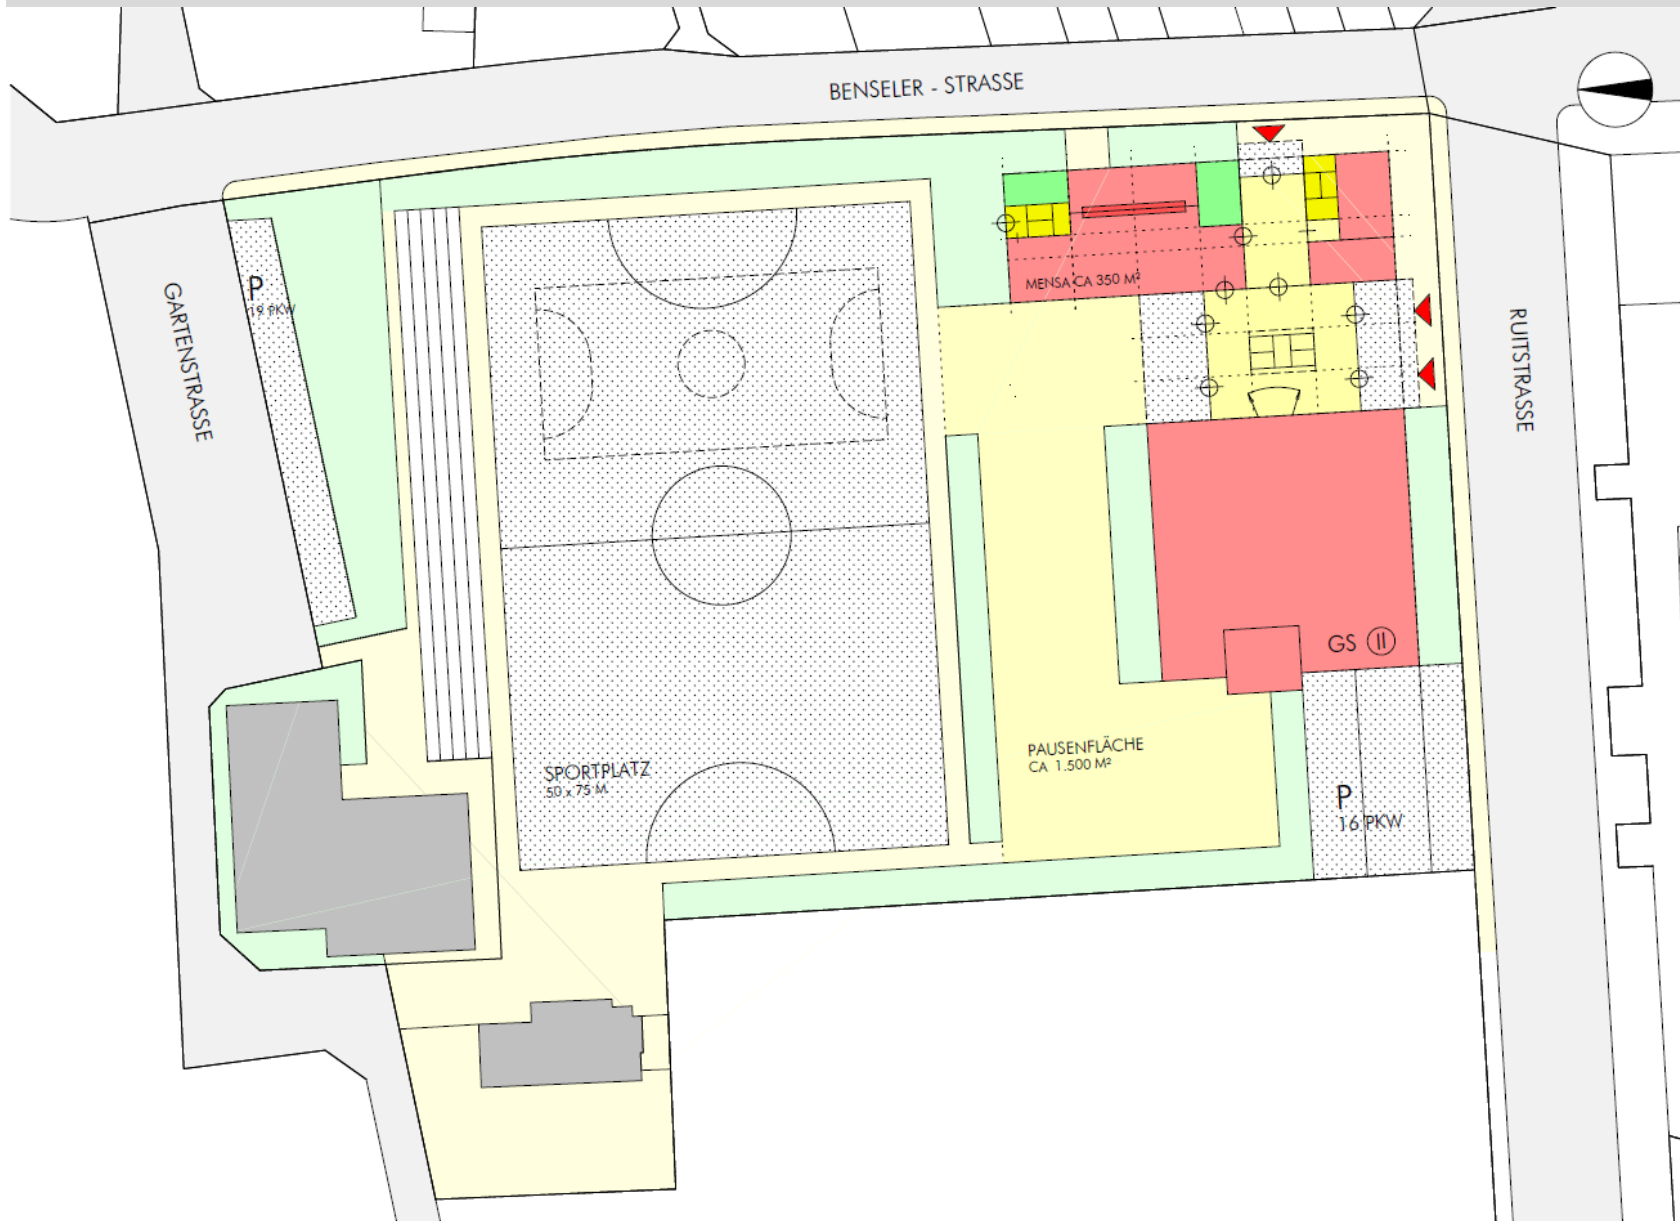 BENSELER - STRASSE
P
19 PKW
GARTENSTRASSE
MENSA CA 350 M²
RUITSTRASSE
GS II
PAUSENFLÄCHE
CA 1.500 M²
SPORTPLATZ
50 x 75 M
P
16 PKW